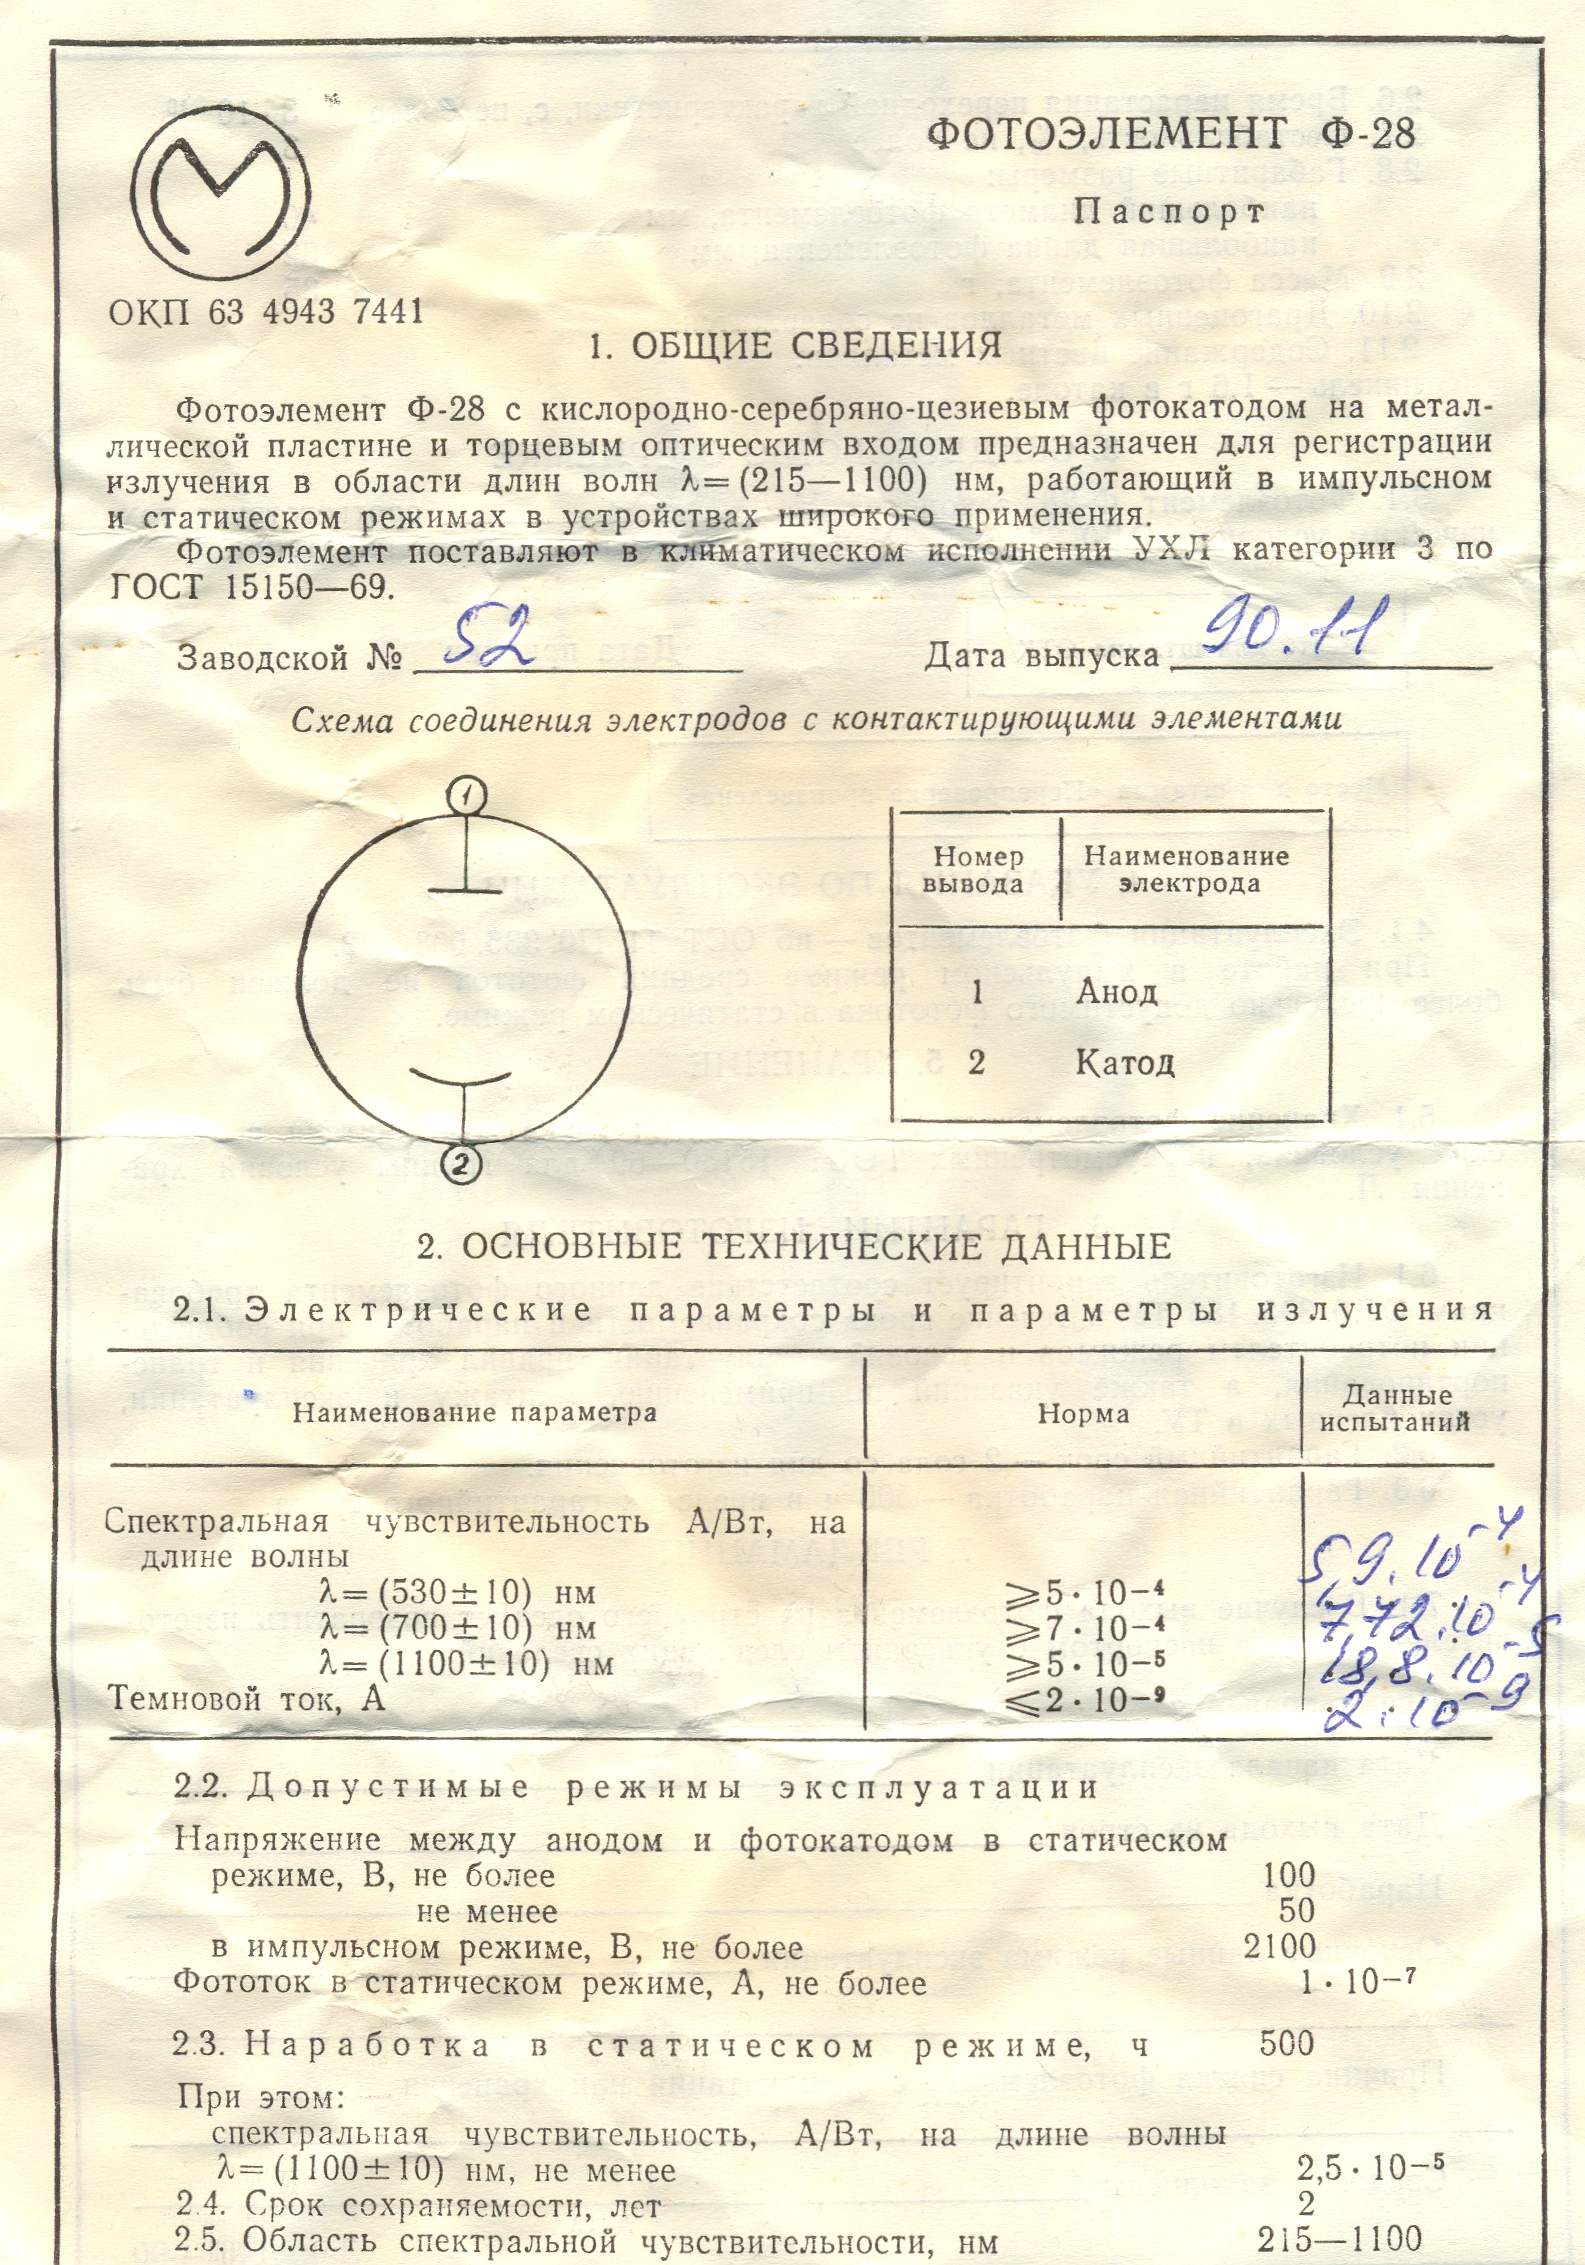 ФОТОЭЛЕМЕНТ Ф-28
Паспорт
ОКП 63 4943 7441
1. ОБЩИЕ СВЕДЕНИЯ
Фотоэлемент Ф-28 с кислородно-серебряно-цезиевым фотокатодом на метал-
лической пластине и торцевым оптическим входом предназначен для регистрации
излучения в области длин волн λ=(215—1100) нм, работающий в импульсном
и статическом режимах в устройствах широкого применения.
Фотоэлемент поставляют в климатическом исполнении УХЛ категории 3 по
ГОСТ 15150—69.
Заводской № 52 Дата выпуска 90.11
Схема соединения электродов с контактирующими элементами
1
2
Номер вывода Наименование электрода
1 Анод
2 Катод
2. ОСНОВНЫЕ ТЕХНИЧЕСКИЕ ДАННЫЕ
2.1. Электрические параметры и параметры излучения
Наименование параметра Норма Данные испытаний
Спектральная чувствительность А/Вт, на
длине волны
λ=(530±10) нм ⩾5·10−⁴ 5,9.10⁻⁴
λ=(700±10) нм ⩾7·10−⁴ 7,72.10⁻⁴
λ=(1100±10) нм ⩾5·10−⁵ 18,8.10⁻⁵
Темновой ток, А ⩽2·10−⁹ 2.10⁻⁹
2.2. Допустимые режимы эксплуатации
Напряжение между анодом и фотокатодом в статическом
режиме, В, не более 100
не менее 50
в импульсном режиме, В, не более 2100
Фототок в статическом режиме, А, не более 1·10−⁷
2.3. Наработка в статическом режиме, ч 500
При этом:
спектральная чувствительность, А/Вт, на длине волны
λ=(1100±10) нм, не менее 2,5·10−⁵
2.4. Срок сохраняемости, лет 2
2.5. Область спектральной чувствительности, нм 215—1100